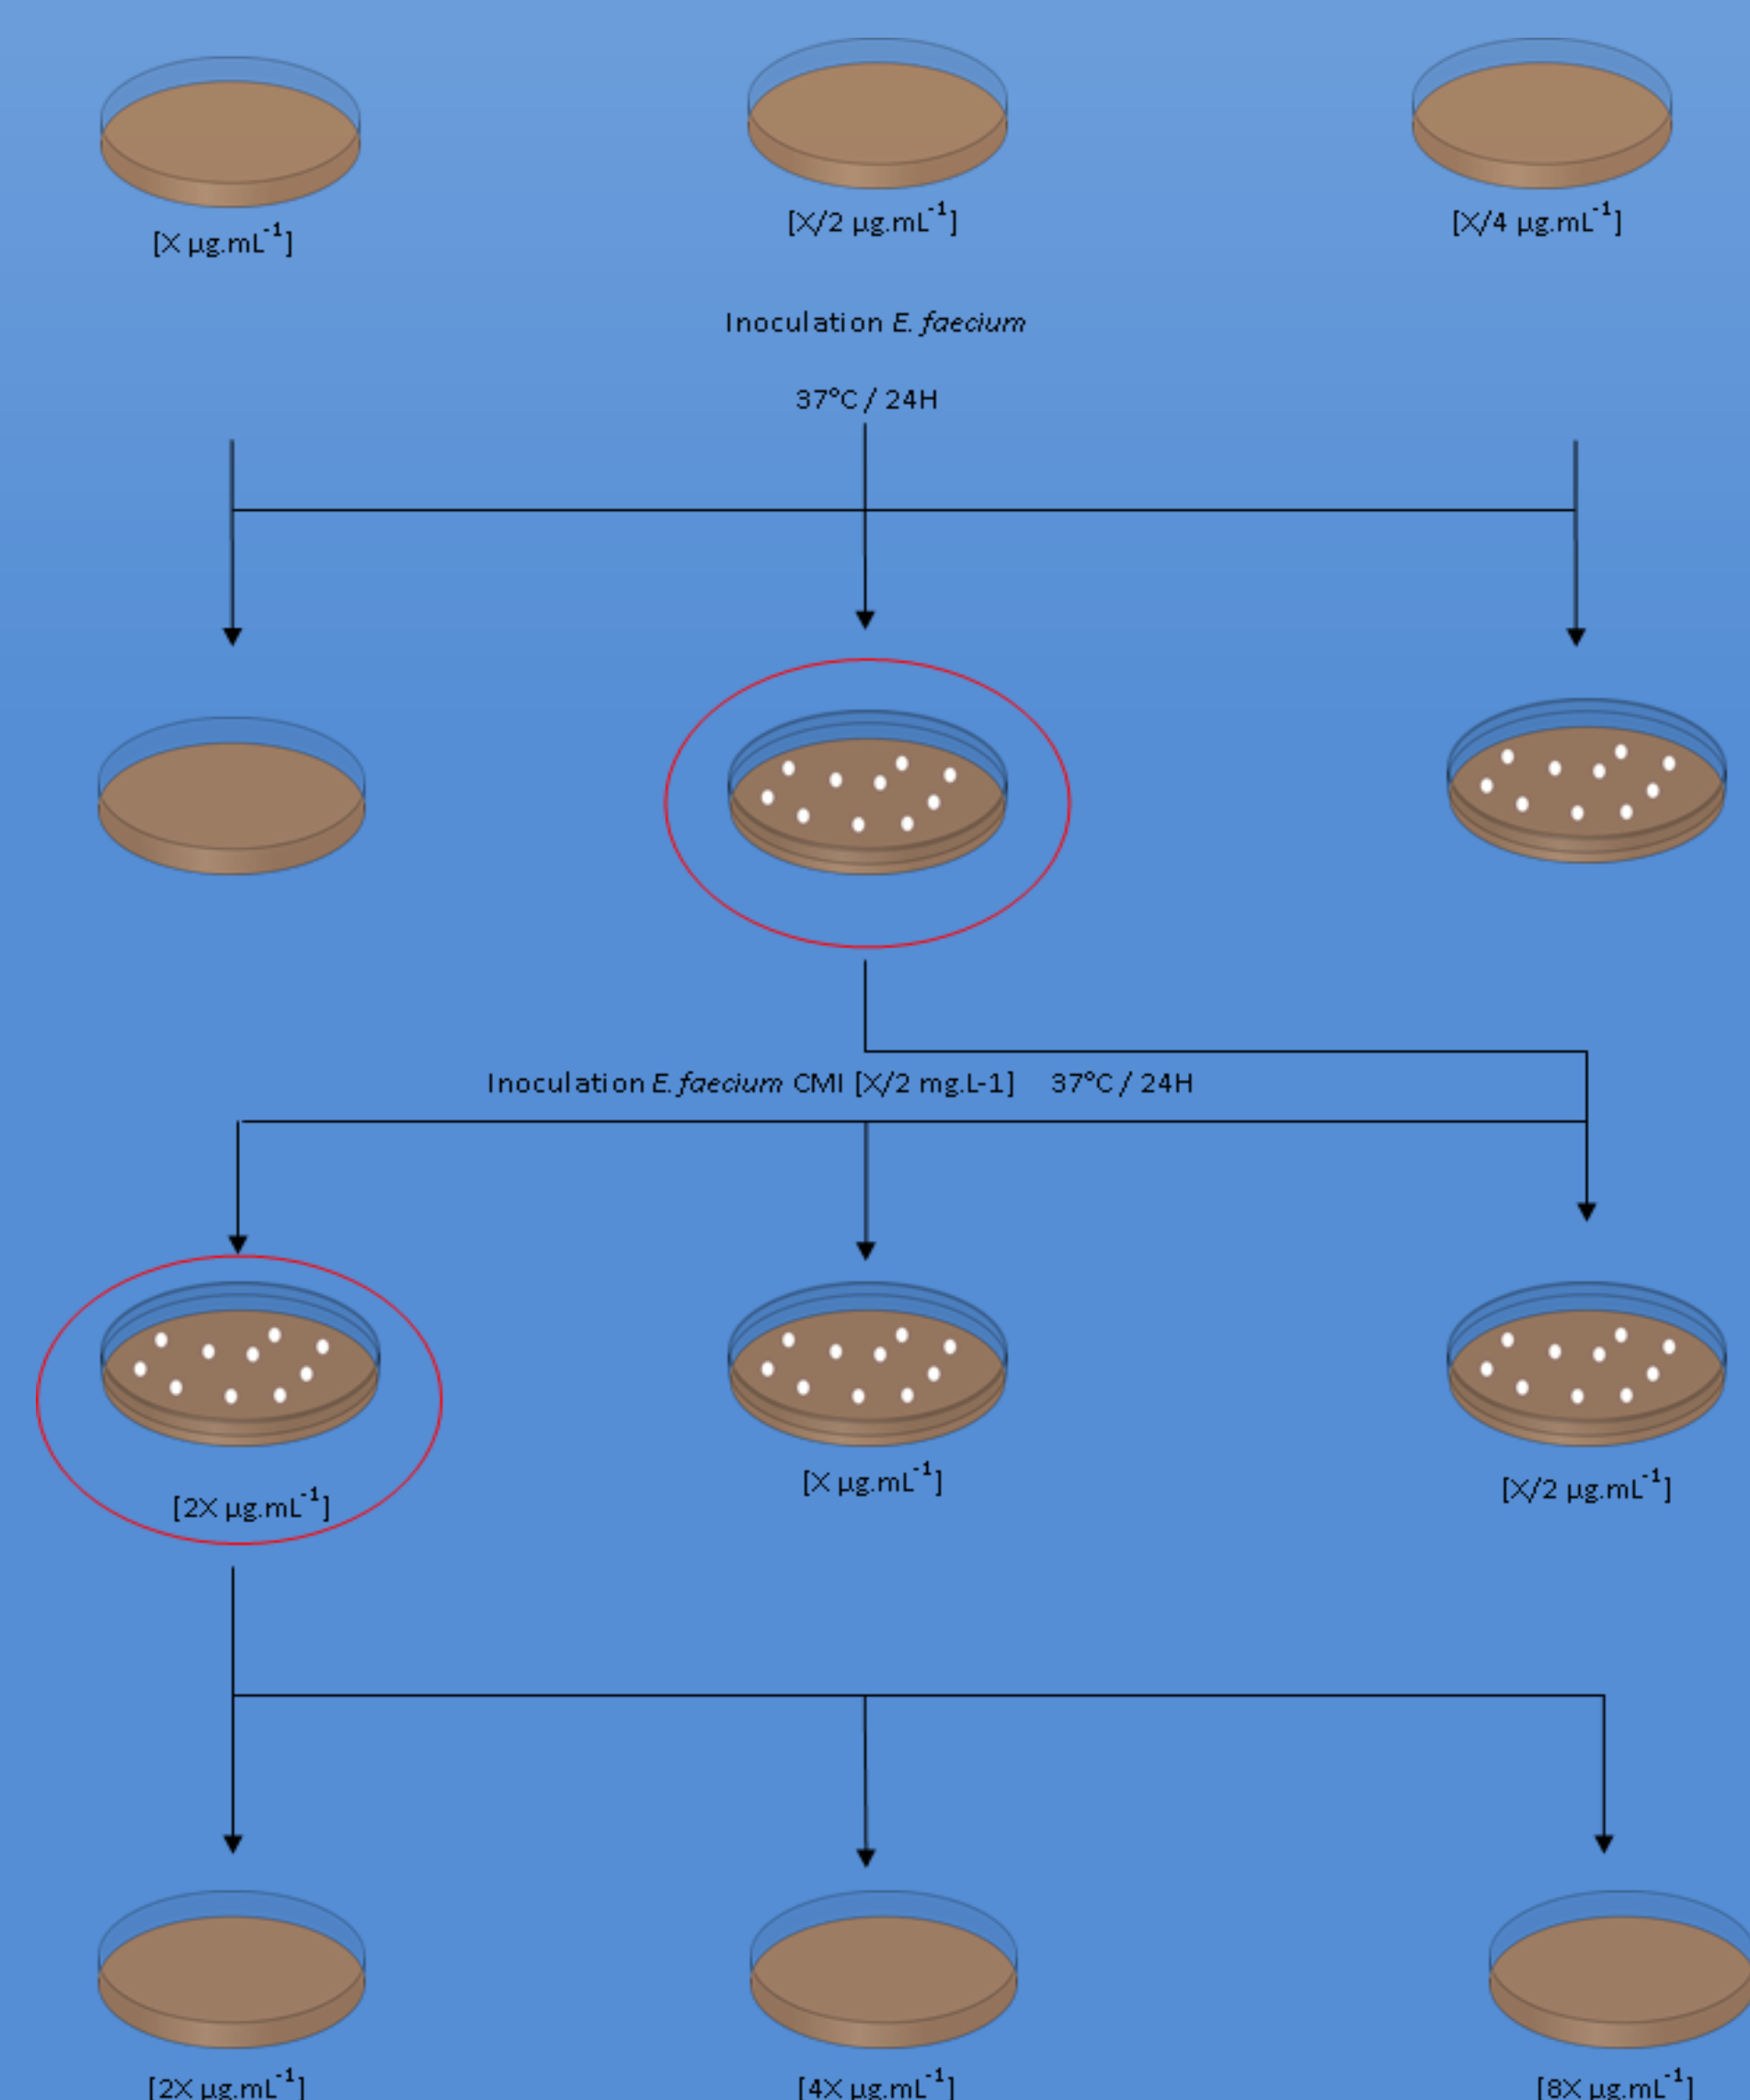 [X µg.mL⁻¹]
[X/2 µg.mL⁻¹]
[X/4 µg.mL⁻¹]
Inoculation E. faecium
37°C / 24H
Inoculation E. faecium CMI [X/2 mg.L-1] 37°C / 24H
[2X µg.mL⁻¹]
[X µg.mL⁻¹]
[X/2 µg.mL⁻¹]
[2X µg.mL⁻¹]
[4X µg.mL⁻¹]
[8X µg.mL⁻¹]